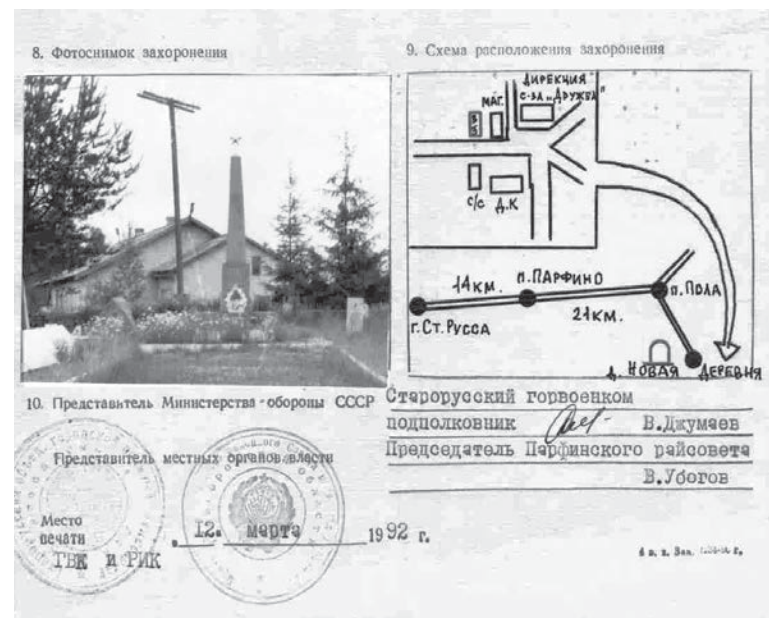 8. Фотоснимок захоронения
9. Схема расположения захоронения
ДИРЕКЦИЯ
С-ЗА „ДРУЖБА"
МАГ.
С/С
Д.К
14КМ.
П.ПАРФИНО
П.ПОЛА
Г.СТ.РУССА
21КМ.
Д. НОВАЯ ДЕРЕВНЯ
10. Представитель Министерства обороны СССР
Старорусский горвоенком
подполковник В.Джумаев
Представитель местных органов власти
Председатель Парфинского райсовета
В.Убогов
Место
печати
ГВК и РИК
12. марта 1992 г.